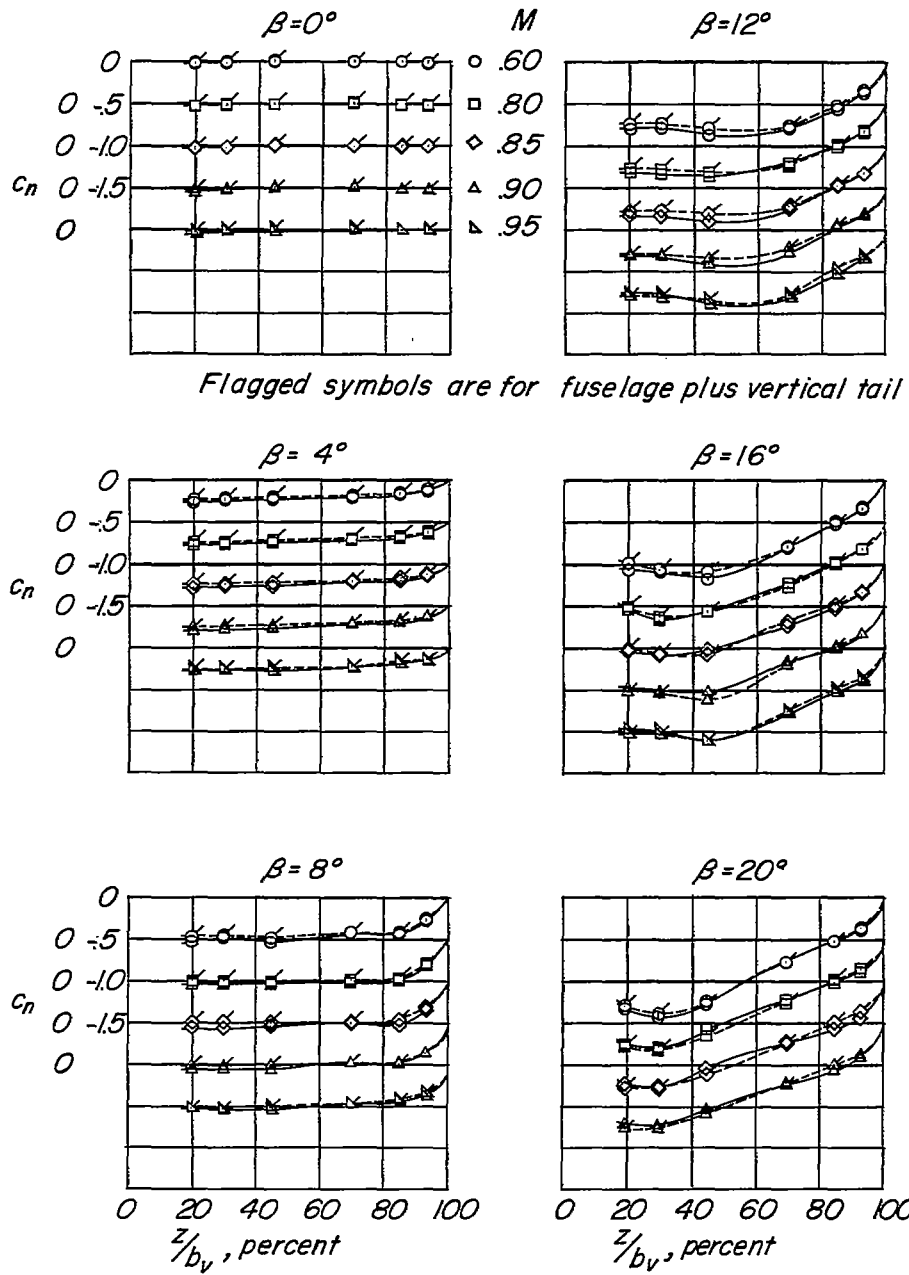 β=0° M β=12°
0 ○ .60
0 -.5 □ .80
0 -1.0 ◇ .85
c_n 0 -1.5 △ .90
0 ◺ .95
Flagged symbols are for fuselage plus vertical tail
β=4° β=16°
0
0 -.5
0 -1.0
c_n 0 -1.5
0
β=8° β=20°
0
0 -.5
0 -1.0
c_n 0 -1.5
0
0 20 40 60 80 100 0 20 40 60 80 100
z/b_v, percent z/b_v, percent